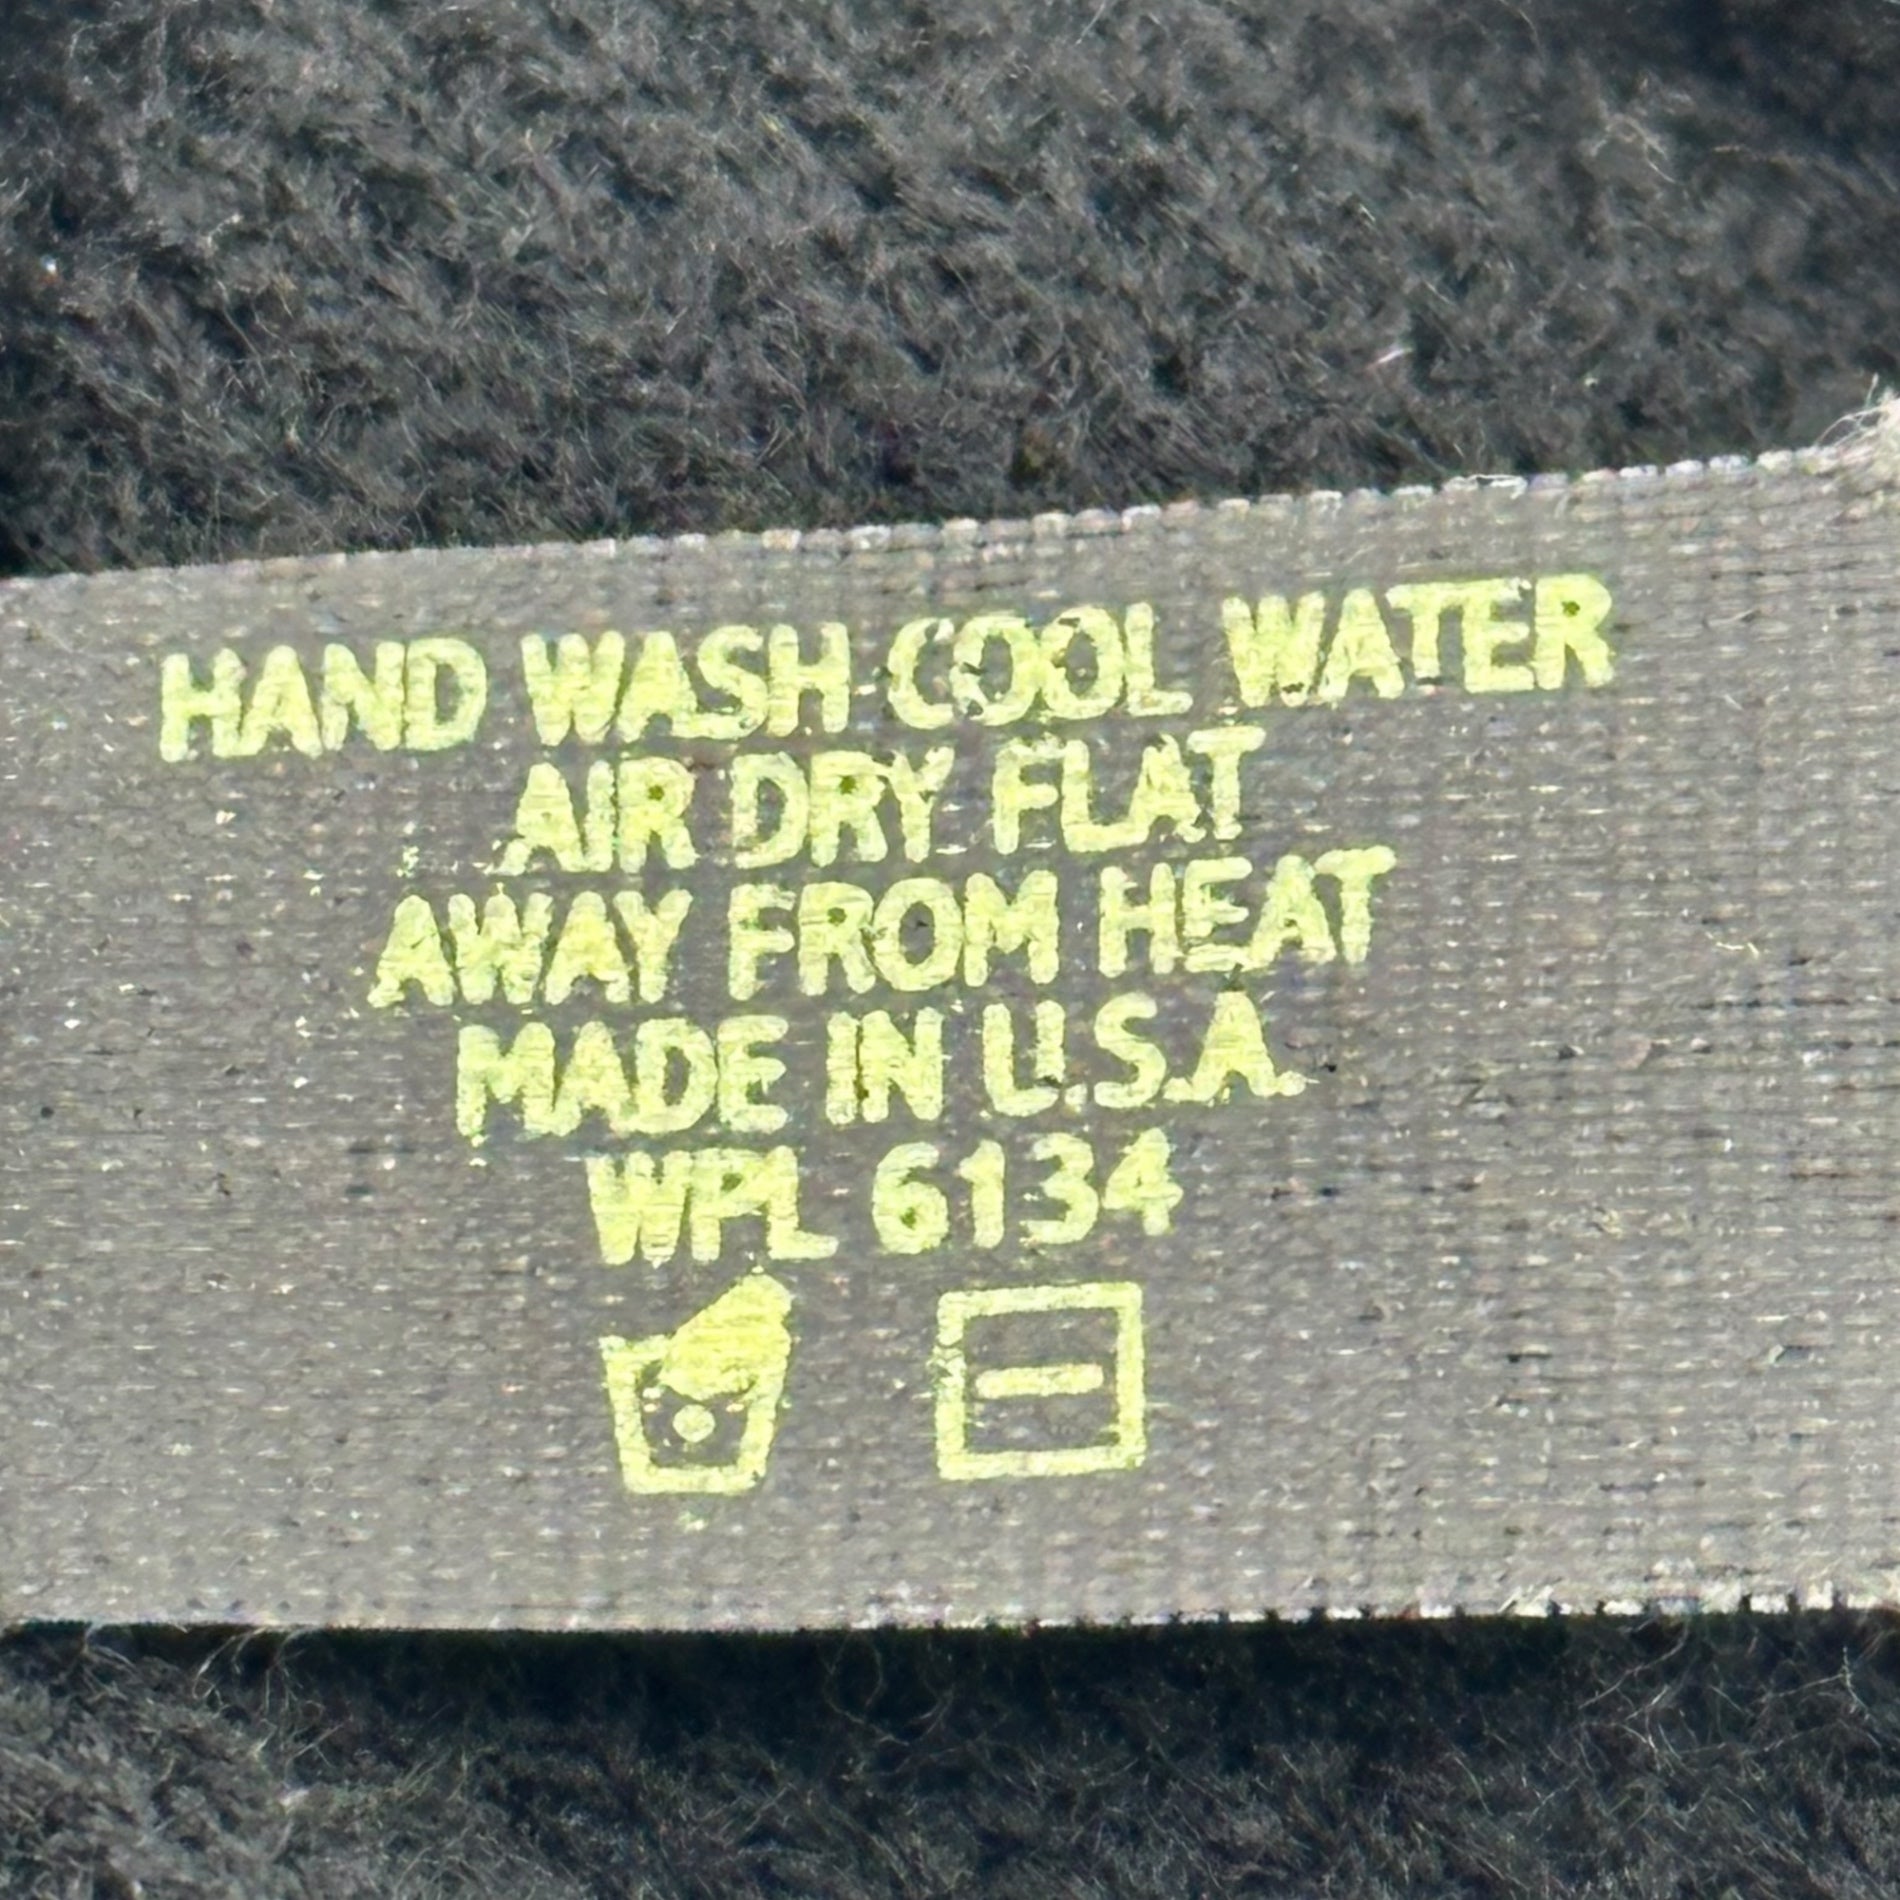 HAND WASH COOL WATER
AIR DRY FLAT
AWAY FROM HEAT
MADE IN U.S.A.
WPL 6134